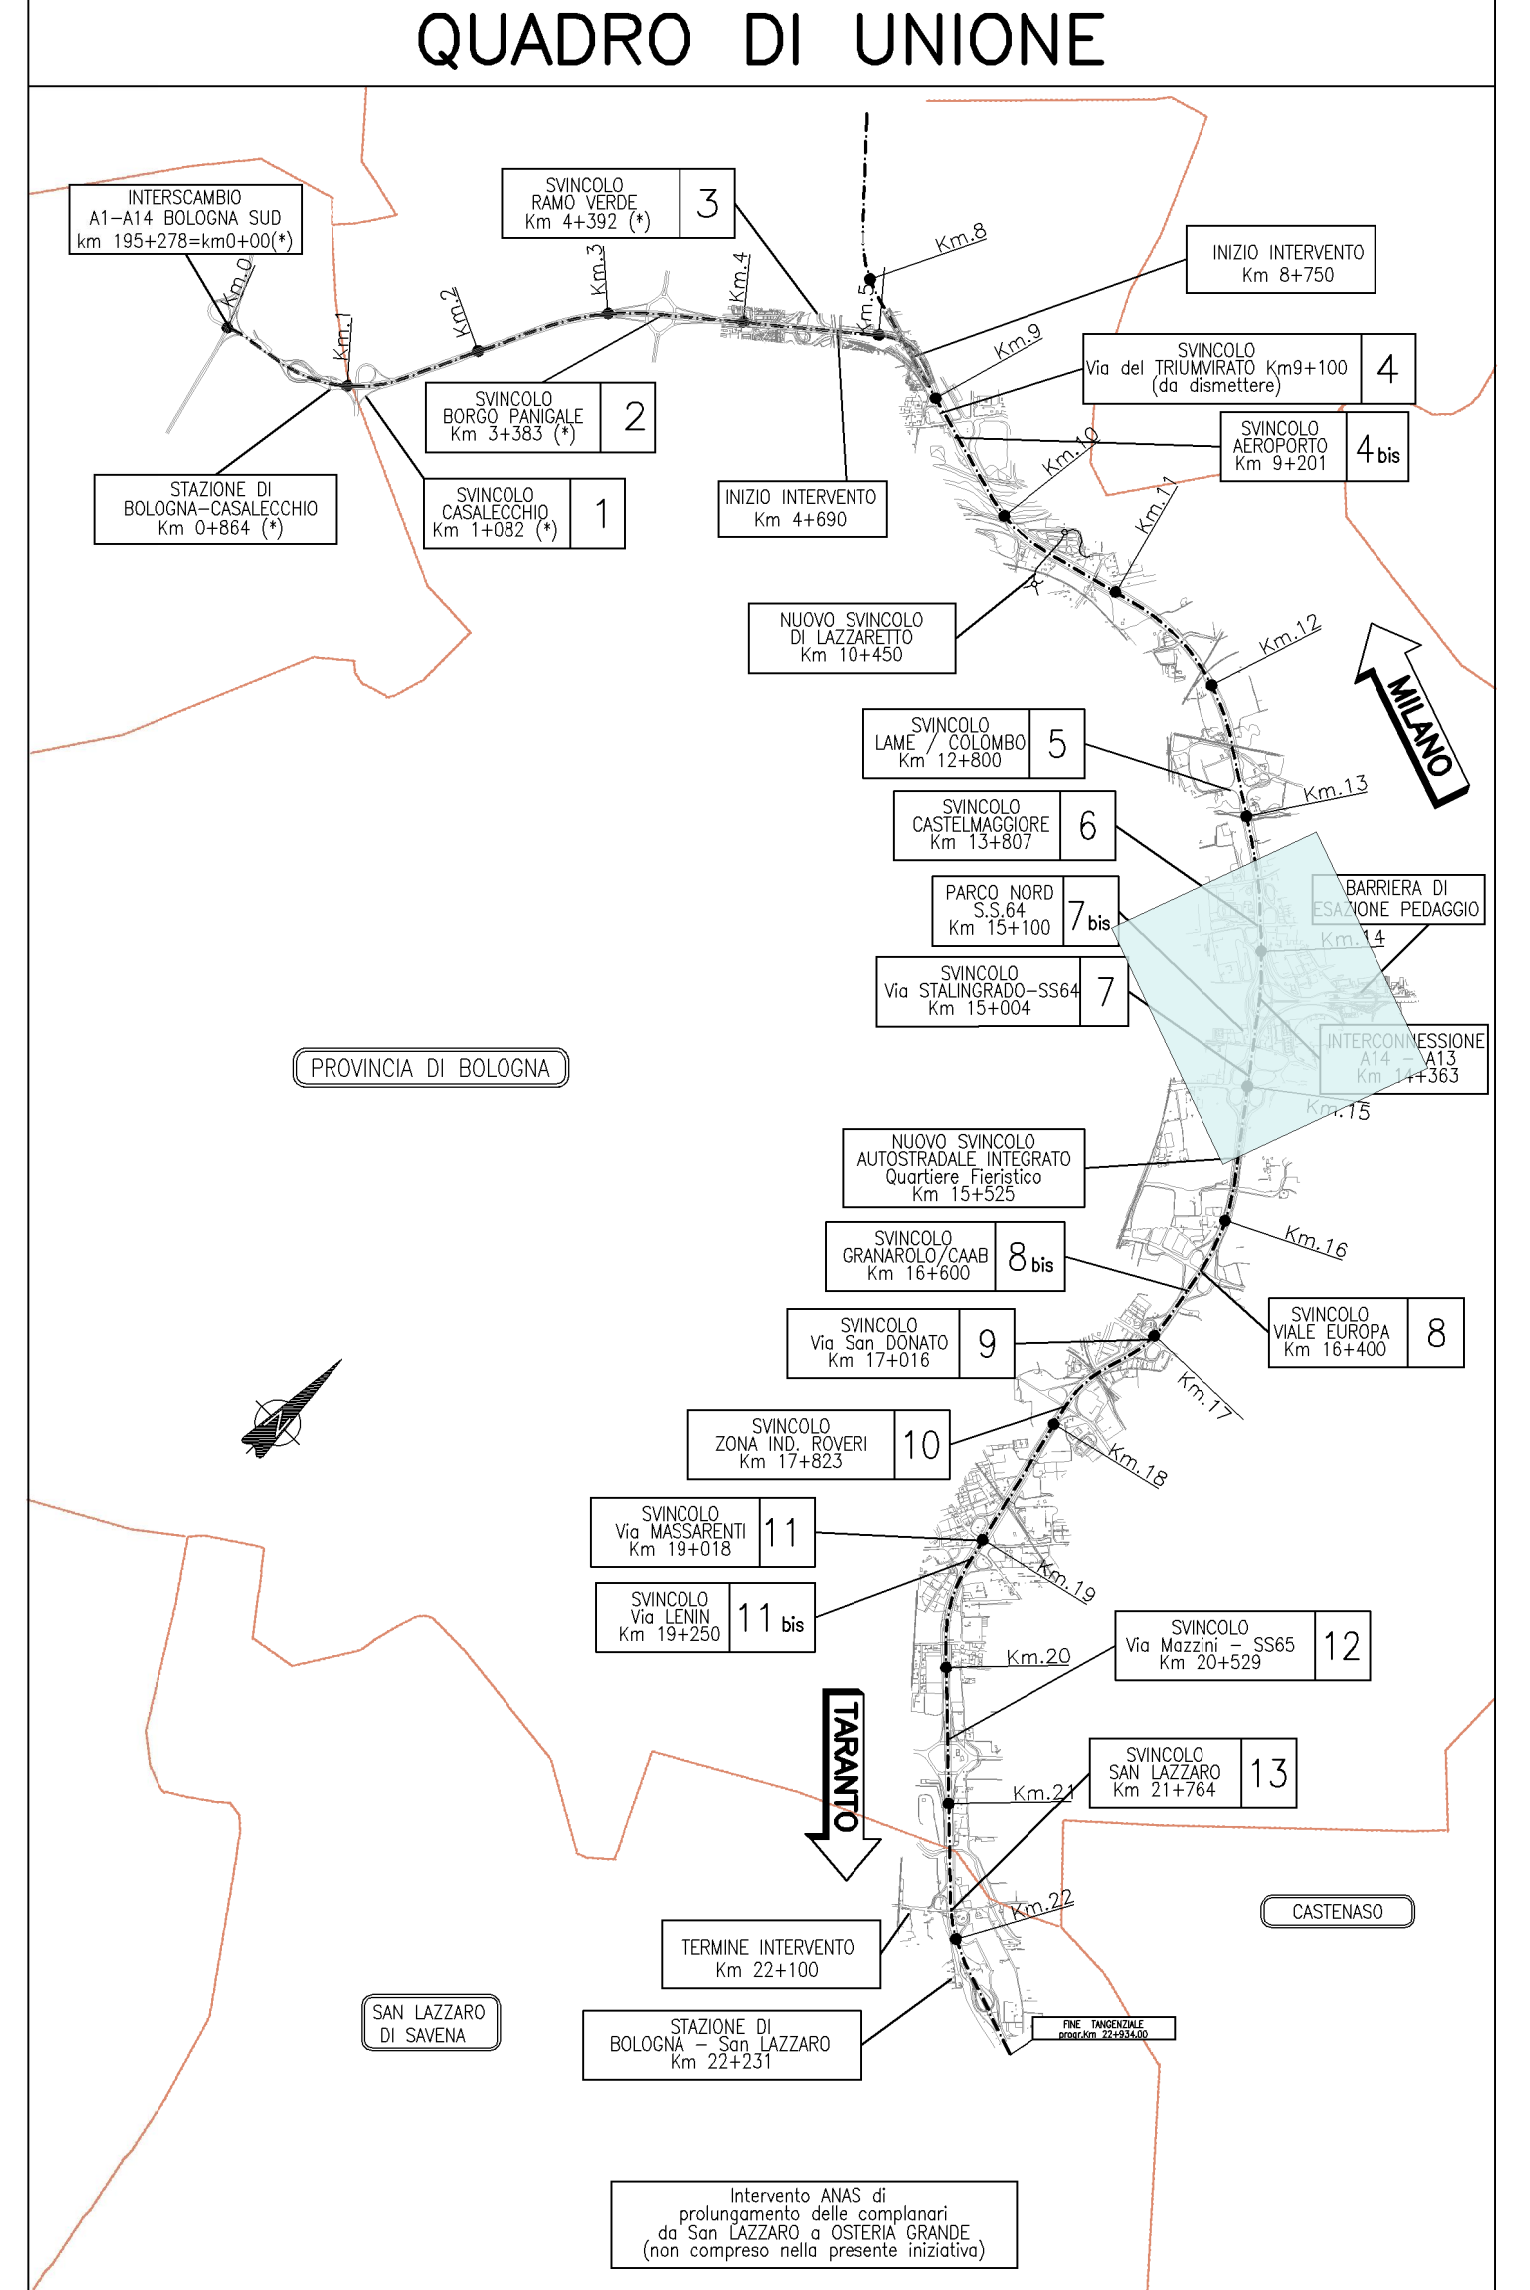 QUADRO DI UNIONE
INTERSCAMBIO
A1-A14 BOLOGNA SUD
km 195+278=km0+00(*)
SVINCOLO
RAMO VERDE
Km 4+392 (*)
3
Km.0
Km.1
Km.2
Km.3
Km.4
Km.5
Km.8
INIZIO INTERVENTO
Km 8+750
Km.9
SVINCOLO
Via del TRIUMVIRATO Km9+100
(da dismettere)
4
SVINCOLO
BORGO PANIGALE
Km 3+383 (*)
2
SVINCOLO
AEROPORTO
Km 9+201
4 bis
Km.10
STAZIONE DI
BOLOGNA-CASALECCHIO
Km 0+864 (*)
SVINCOLO
CASALECCHIO
Km 1+082 (*)
1
INIZIO INTERVENTO
Km 4+690
Km.11
NUOVO SVINCOLO
DI LAZZARETTO
Km 10+450
Km.12
MILANO
SVINCOLO
LAME / COLOMBO
Km 12+800
5
Km.13
SVINCOLO
CASTELMAGGIORE
Km 13+807
6
PARCO NORD
S.S.64
Km 15+100
7 bis
BARRIERA DI
ESAZIONE PEDAGGIO
Km.14
SVINCOLO
Via STALINGRADO-SS64
Km 15+004
7
INTERCONNESSIONE
A14 - A13
Km 14+363
PROVINCIA DI BOLOGNA
Km.15
NUOVO SVINCOLO
AUTOSTRADALE INTEGRATO
Quartiere Fieristico
Km 15+525
Km.16
SVINCOLO
GRANAROLO/CAAB
Km 16+600
8 bis
SVINCOLO
VIALE EUROPA
Km 16+400
8
SVINCOLO
Via San DONATO
Km 17+016
9
Km.17
SVINCOLO
ZONA IND. ROVERI
Km 17+823
10
Km.18
SVINCOLO
Via MASSARENTI
Km 19+018
11
Km.19
SVINCOLO
Via LENIN
Km 19+250
11 bis
SVINCOLO
Via Mazzini - SS65
Km 20+529
12
Km.20
TARANTO
SVINCOLO
SAN LAZZARO
Km 21+764
13
Km.21
Km.22
CASTENASO
TERMINE INTERVENTO
Km 22+100
SAN LAZZARO
DI SAVENA
STAZIONE DI
BOLOGNA - San LAZZARO
Km 22+231
FINE TANGENZIALE
progr.Km 22+934.00
Intervento ANAS di
prolungamento delle complanari
da San LAZZARO a OSTERIA GRANDE
(non compreso nella presente iniziativa)